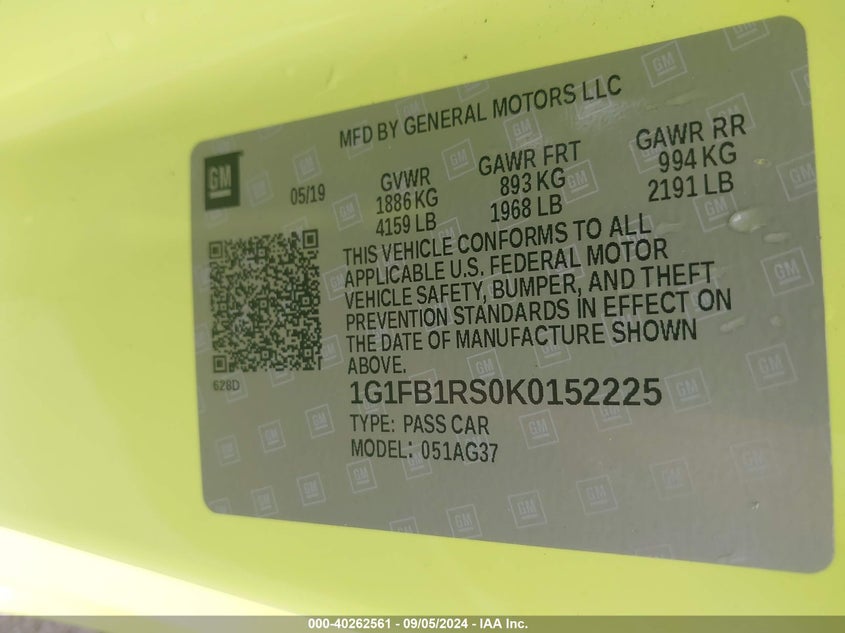 MFD BY GENERAL MOTORS LLC
GM
05/19
GVWR
1886 KG
4159 LB
GAWR FRT
893 KG
1968 LB
GAWR RR
994 KG
2191 LB
THIS VEHICLE CONFORMS TO ALL
APPLICABLE U.S. FEDERAL MOTOR
VEHICLE SAFETY, BUMPER, AND THEFT
PREVENTION STANDARDS IN EFFECT ON
THE DATE OF MANUFACTURE SHOWN
ABOVE.
628D
1G1FB1RS0K0152225
TYPE: PASS CAR
MODEL: 051AG37
000-40262561 - 09/05/2024 - IAA Inc.